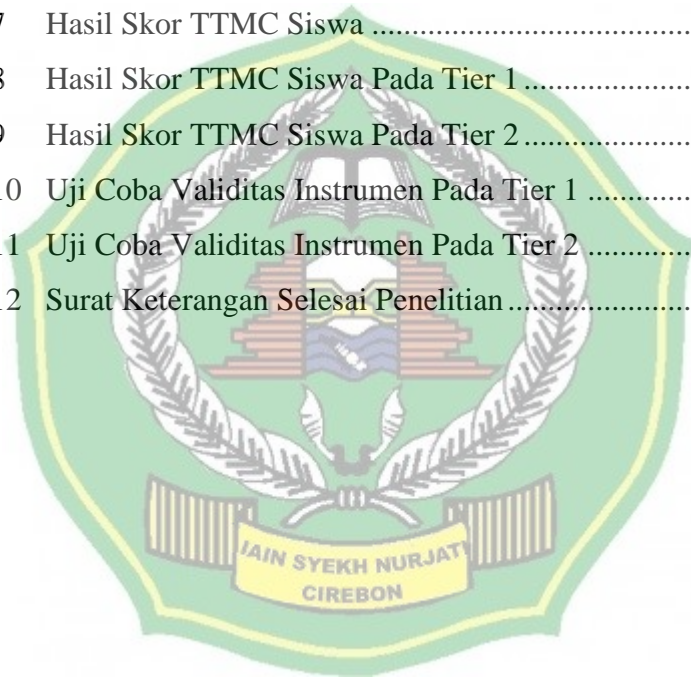 7 Hasil Skor TTMC Siswa ........................................
8 Hasil Skor TTMC Siswa Pada Tier 1 ....................
9 Hasil Skor TTMC Siswa Pada Tier 2 ....................
10 Uji Coba Validitas Instrumen Pada Tier 1 ............
11 Uji Coba Validitas Instrumen Pada Tier 2 ............
12 Surat Keterangan Selesai Penelitian ......................
IAIN SYEKH NURJATI
CIREBON